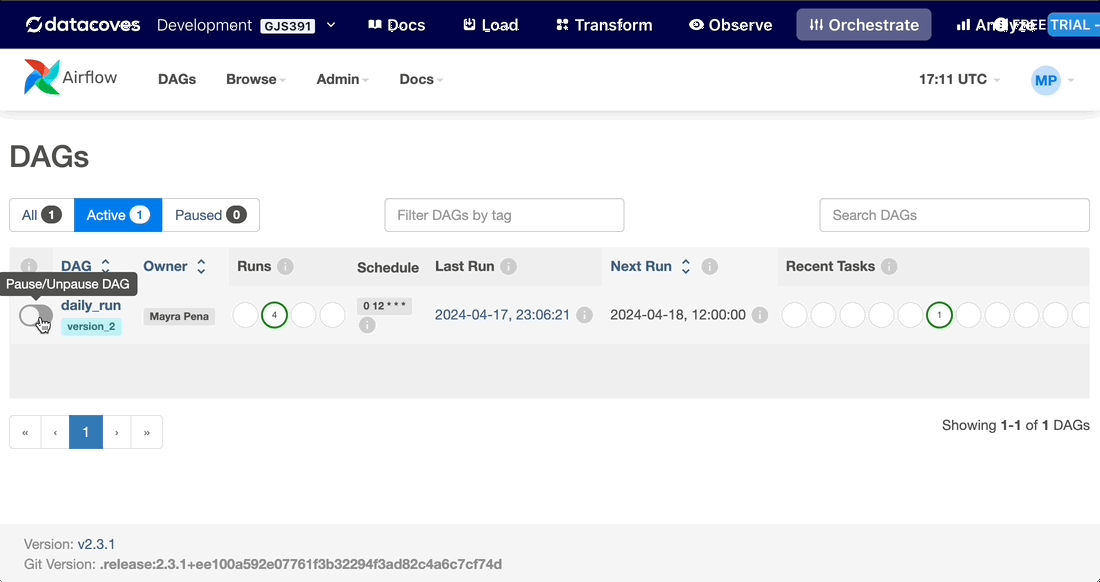 datacoves Development GJS391 Docs Load Transform Observe Orchestrate Analyze FREE TRIAL -
Airflow DAGs Browse Admin Docs 17:11 UTC MP
DAGs
All 1 Active 1 Paused 0 Filter DAGs by tag Search DAGs
DAG Owner Runs Schedule Last Run Next Run Recent Tasks
Pause/Unpause DAG
daily_run Mayra Pena 4 0 12 * * * 2024-04-17, 23:06:21 2024-04-18, 12:00:00 1
version_2
« ‹ 1 › » Showing 1-1 of 1 DAGs
Version: v2.3.1
Git Version: .release:2.3.1+ee100a592e07761f3b32294f3ad82c4a6c7cf74d